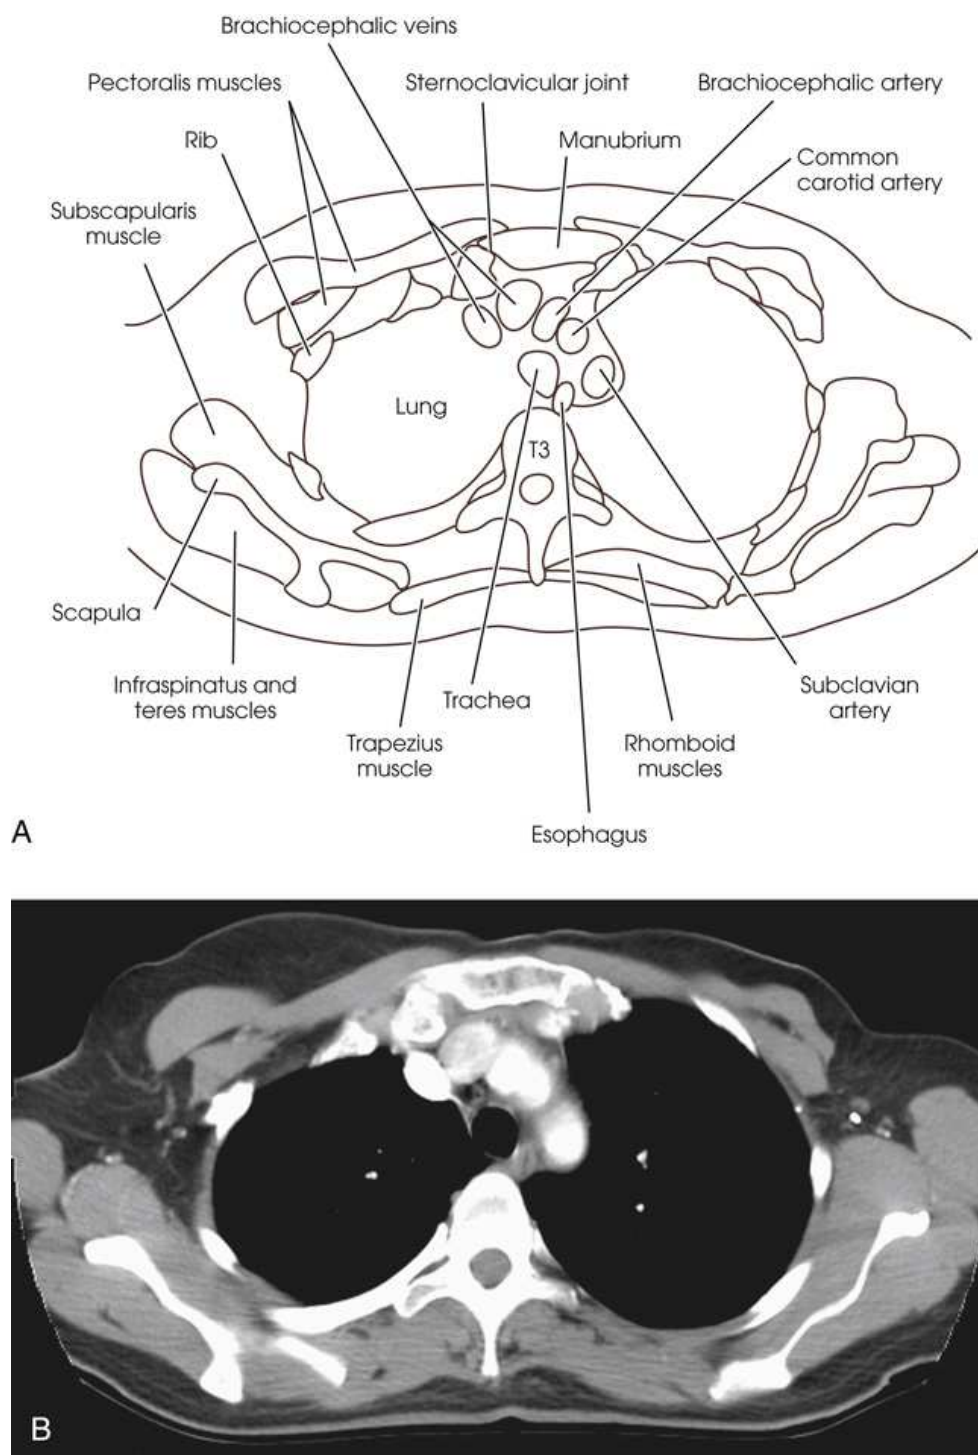 Brachiocephalic veins
Pectoralis muscles
Sternoclavicular joint
Brachiocephalic artery
Rib
Manubrium
Common
carotid artery
Subscapularis
muscle
Lung
T3
Scapula
Infraspinatus and
teres muscles
Trachea
Subclavian
artery
Trapezius
muscle
Rhomboid
muscles
Esophagus
A
B